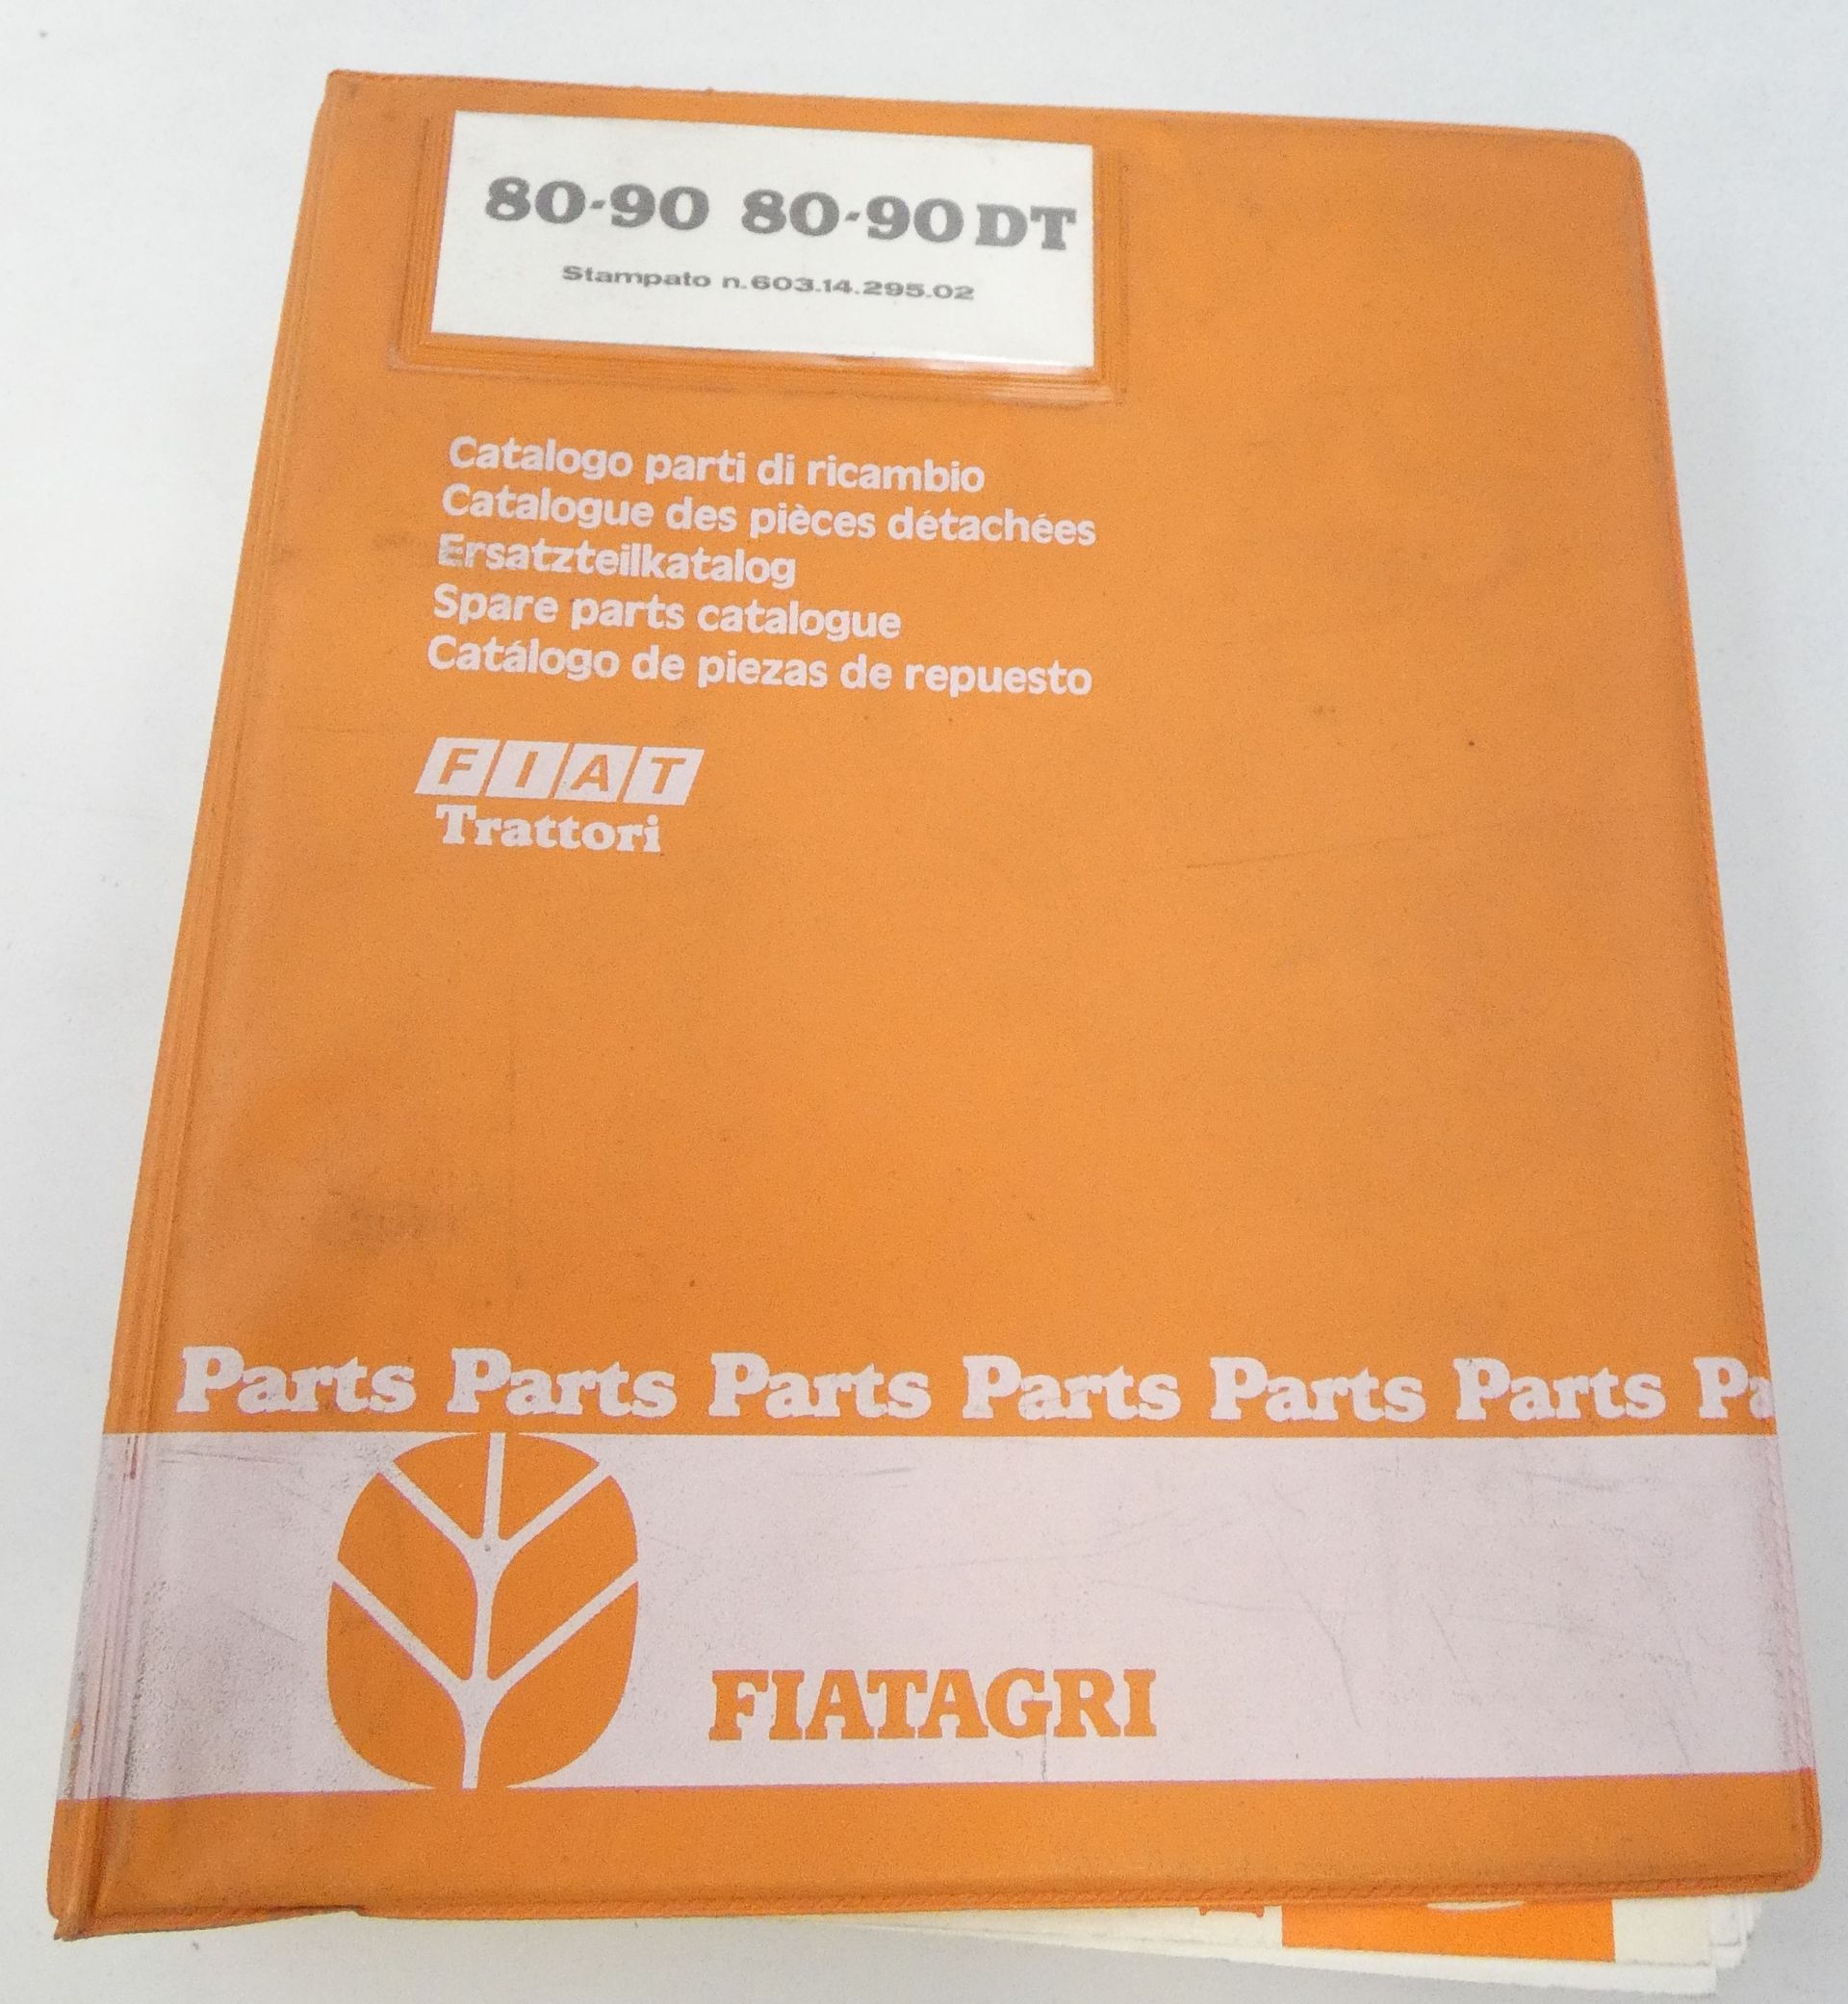 80-90 80-90 DT
Stampato n.603.14.295.02
Catalogo parti di ricambio
Catalogue des pièces détachées
Ersatzteilkatalog
Spare parts catalogue
Catálogo de piezas de repuesto
FIAT
Trattori
Parts Parts Parts Parts Parts Parts Pa
FIATAGRI